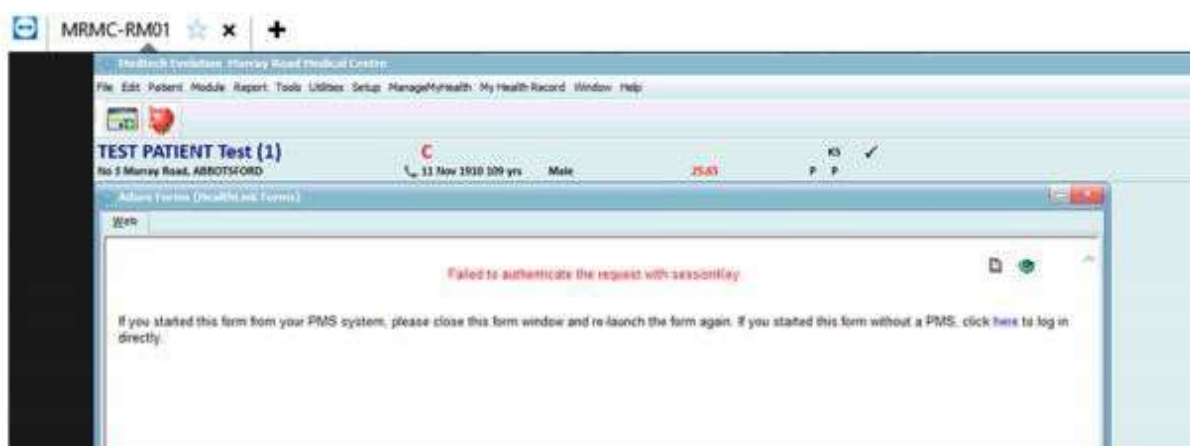 MRMC-RM01
Medtech Evolution Murray Road Medical Centre
File Edit Patient Module Report Tools Utilities Setup ManageMyHealth My Health Record Window Help
TEST PATIENT Test (1) C K5
No 3 Murray Road, ABBOTSFORD 11 Nov 1910 109 yrs Male P P
(HealthLink Forms)
Web
Failed to authenticate the request with sessionKey
If you started this form from your PMS system, please close this form window and re-launch the form again. If you started this form without a PMS, click here to log in
directly.